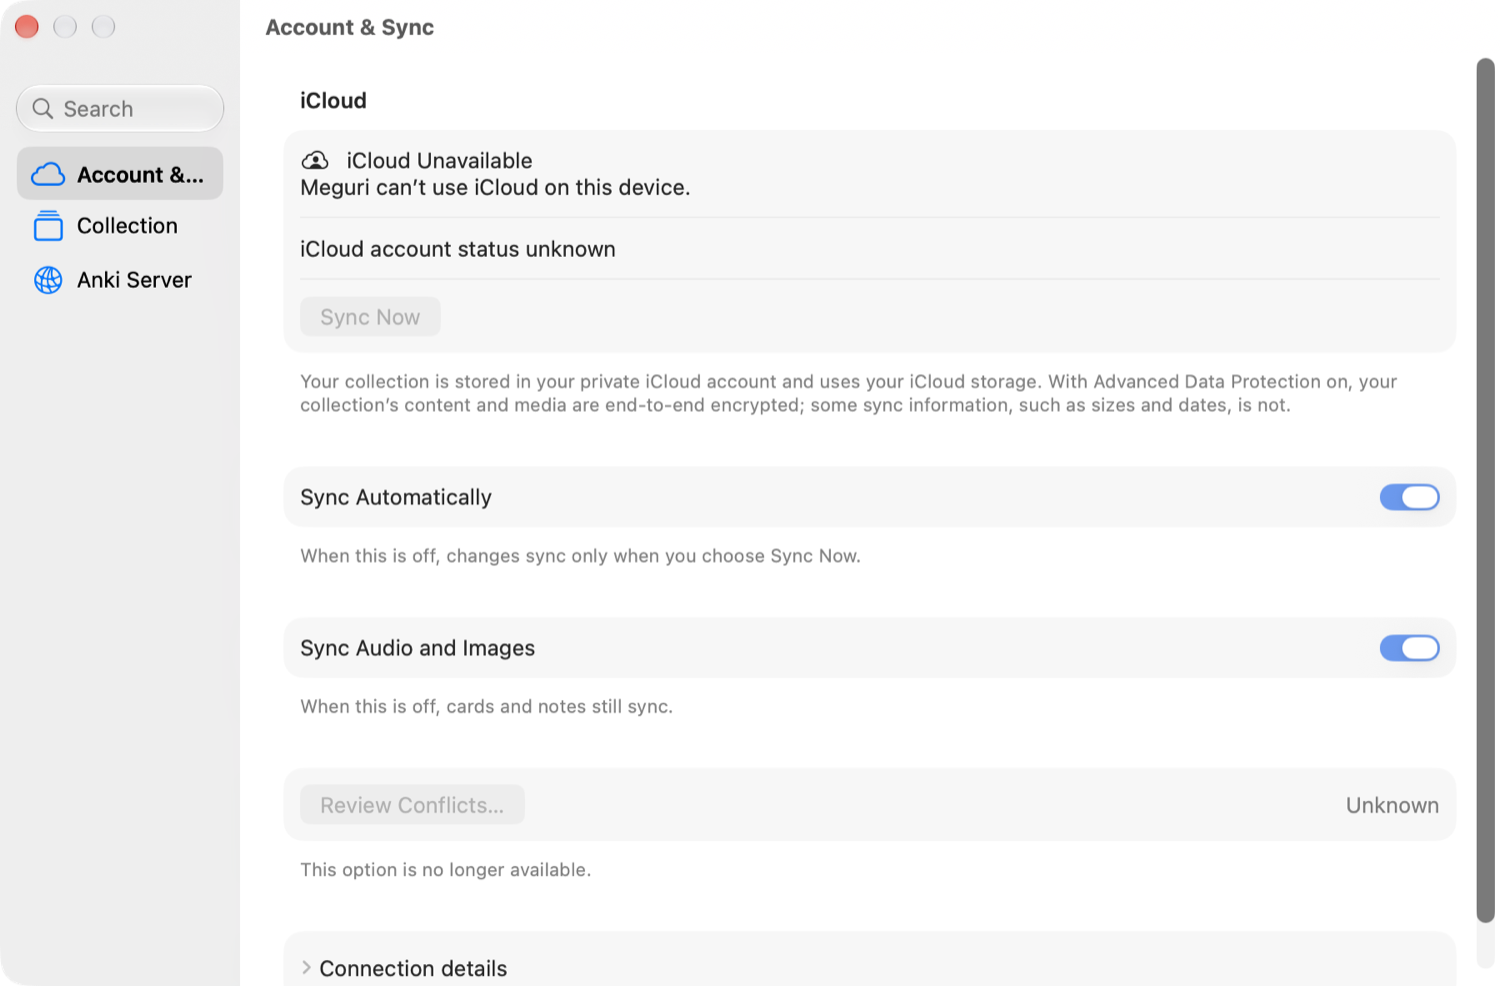 Account & Sync
Search
Account &...
Collection
Anki Server
iCloud
iCloud Unavailable
Meguri can’t use iCloud on this device.
iCloud account status unknown
Sync Now
Your collection is stored in your private iCloud account and uses your iCloud storage. With Advanced Data Protection on, your
collection’s content and media are end-to-end encrypted; some sync information, such as sizes and dates, is not.
Sync Automatically
When this is off, changes sync only when you choose Sync Now.
Sync Audio and Images
When this is off, cards and notes still sync.
Review Conflicts...
Unknown
This option is no longer available.
Connection details